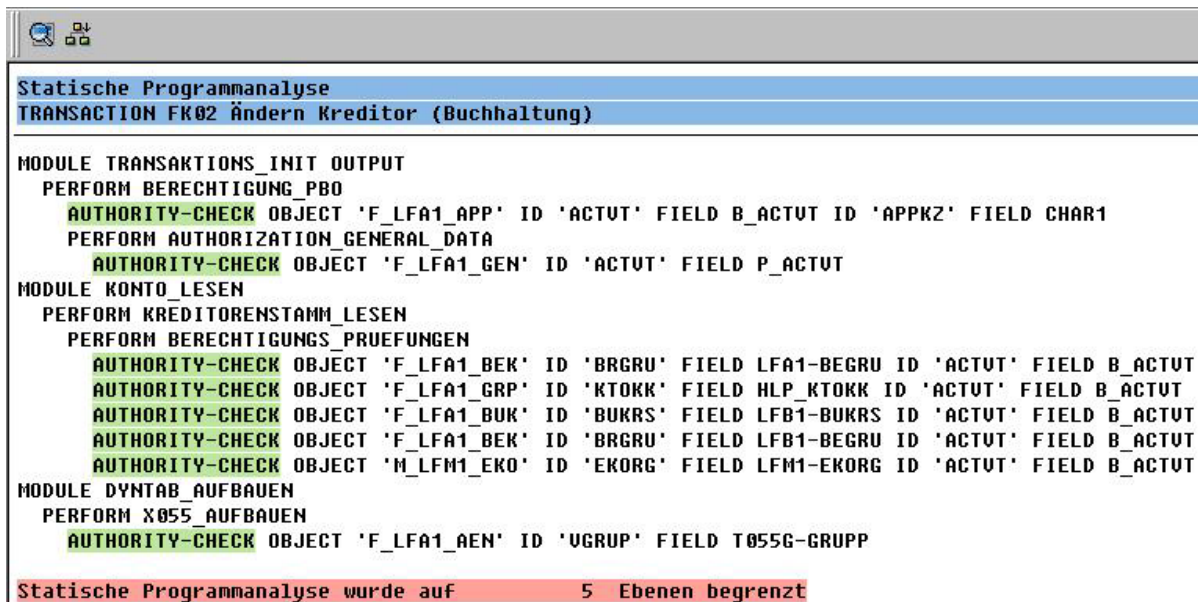 Statische Programmanalyse
TRANSACTION FK02 Ändern Kreditor (Buchhaltung)
MODULE TRANSAKTIONS_INIT OUTPUT
PERFORM BERECHTIGUNG_PBO
AUTHORITY-CHECK OBJECT 'F_LFA1_APP' ID 'ACTVT' FIELD B_ACTVT ID 'APPKZ' FIELD CHAR1
PERFORM AUTHORIZATION_GENERAL_DATA
AUTHORITY-CHECK OBJECT 'F_LFA1_GEN' ID 'ACTVT' FIELD P_ACTVT
MODULE KONTO_LESEN
PERFORM KREDITORENSTAMM_LESEN
PERFORM BERECHTIGUNGS_PRUEFUNGEN
AUTHORITY-CHECK OBJECT 'F_LFA1_BEK' ID 'BRGRU' FIELD LFA1-BEGRU ID 'ACTVT' FIELD B_ACTVT
AUTHORITY-CHECK OBJECT 'F_LFA1_GRP' ID 'KTOKK' FIELD HLP_KTOKK ID 'ACTVT' FIELD B_ACTVT
AUTHORITY-CHECK OBJECT 'F_LFA1_BUK' ID 'BUKRS' FIELD LFB1-BUKRS ID 'ACTVT' FIELD B_ACTVT
AUTHORITY-CHECK OBJECT 'F_LFA1_BEK' ID 'BRGRU' FIELD LFB1-BEGRU ID 'ACTVT' FIELD B_ACTVT
AUTHORITY-CHECK OBJECT 'M_LFM1_EKO' ID 'EKORG' FIELD LFM1-EKORG ID 'ACTVT' FIELD B_ACTVT
MODULE DYNTAB_AUFBAUEN
PERFORM X055_AUFBAUEN
AUTHORITY-CHECK OBJECT 'F_LFA1_AEN' ID 'VGRUP' FIELD T055G-GRUPP
Statische Programmanalyse wurde auf 5 Ebenen begrenzt